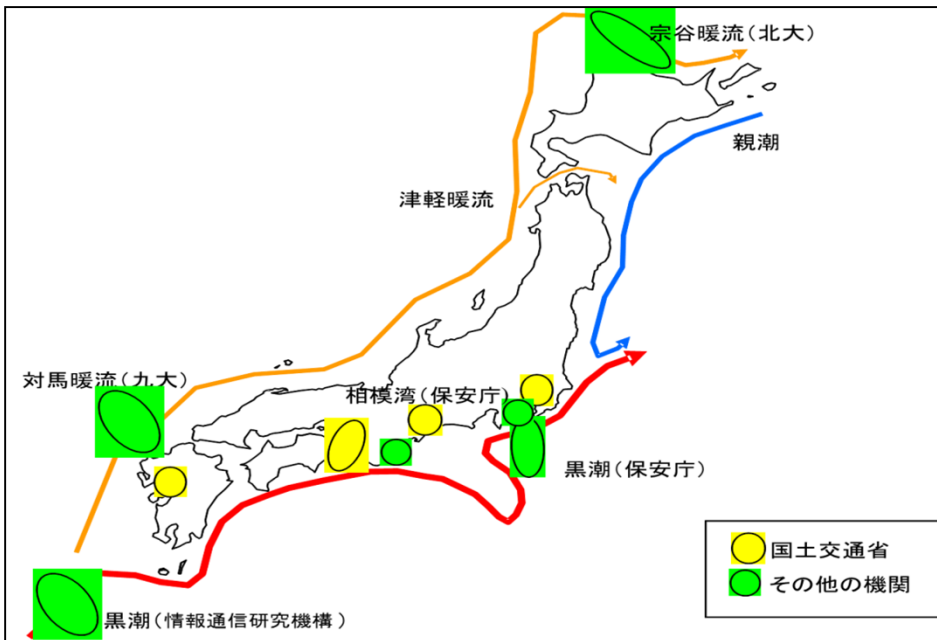 宗谷暖流(北大)
親潮
津軽暖流
対馬暖流(九大)
相模湾(保安庁)
黒潮(保安庁)
国土交通省
その他の機関
黒潮(情報通信研究機構)